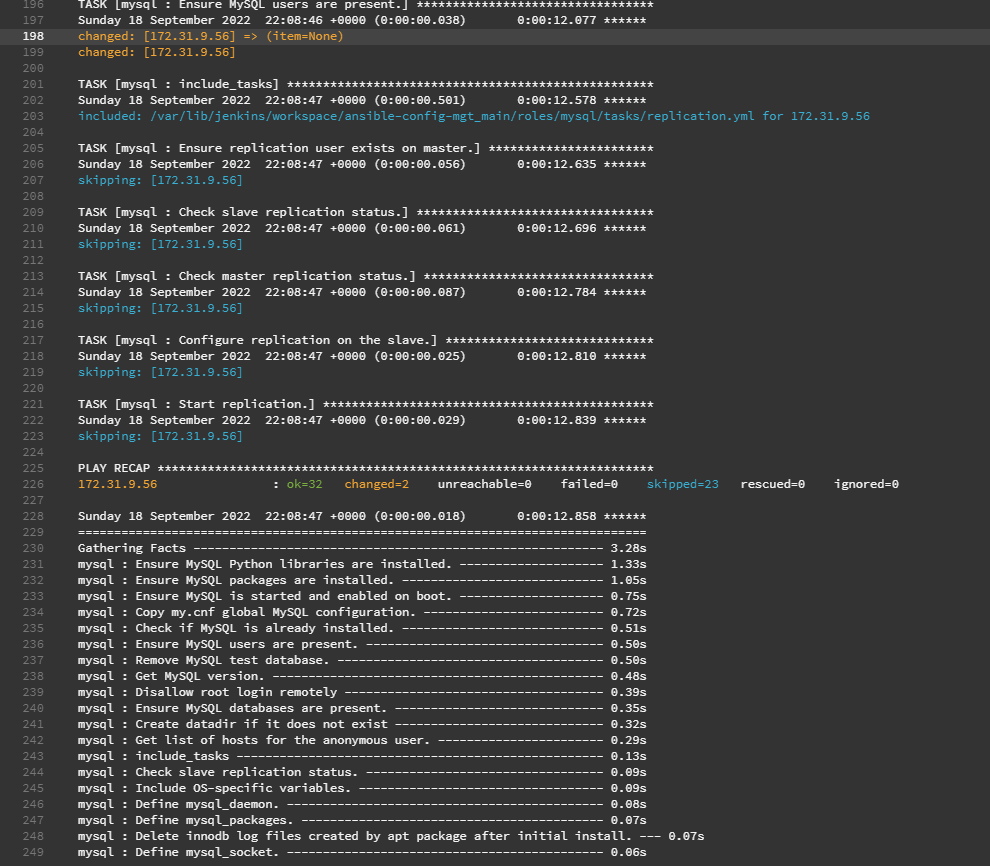 196 TASK [mysql : Ensure MySQL users are present.] *********************************
197 Sunday 18 September 2022  22:08:46 +0000 (0:00:00.038)       0:00:12.077 ******
198 changed: [172.31.9.56] => (item=None)
199 changed: [172.31.9.56]
200
201 TASK [mysql : include_tasks] ***************************************************
202 Sunday 18 September 2022  22:08:47 +0000 (0:00:00.501)       0:00:12.578 ******
203 included: /var/lib/jenkins/workspace/ansible-config-mgt_main/roles/mysql/tasks/replication.yml for 172.31.9.56
204
205 TASK [mysql : Ensure replication user exists on master.] ***********************
206 Sunday 18 September 2022  22:08:47 +0000 (0:00:00.056)       0:00:12.635 ******
207 skipping: [172.31.9.56]
208
209 TASK [mysql : Check slave replication status.] *********************************
210 Sunday 18 September 2022  22:08:47 +0000 (0:00:00.061)       0:00:12.696 ******
211 skipping: [172.31.9.56]
212
213 TASK [mysql : Check master replication status.] ********************************
214 Sunday 18 September 2022  22:08:47 +0000 (0:00:00.087)       0:00:12.784 ******
215 skipping: [172.31.9.56]
216
217 TASK [mysql : Configure replication on the slave.] *****************************
218 Sunday 18 September 2022  22:08:47 +0000 (0:00:00.025)       0:00:12.810 ******
219 skipping: [172.31.9.56]
220
221 TASK [mysql : Start replication.] **********************************************
222 Sunday 18 September 2022  22:08:47 +0000 (0:00:00.029)       0:00:12.839 ******
223 skipping: [172.31.9.56]
224
225 PLAY RECAP *********************************************************************
226 172.31.9.56                : ok=32   changed=2    unreachable=0    failed=0    skipped=23   rescued=0    ignored=0
227
228 Sunday 18 September 2022  22:08:47 +0000 (0:00:00.018)       0:00:12.858 ******
229 ===============================================================================
230 Gathering Facts --------------------------------------------------------- 3.28s
231 mysql : Ensure MySQL Python libraries are installed. -------------------- 1.33s
232 mysql : Ensure MySQL packages are installed. ---------------------------- 1.05s
233 mysql : Ensure MySQL is started and enabled on boot. -------------------- 0.75s
234 mysql : Copy my.cnf global MySQL configuration. ------------------------- 0.72s
235 mysql : Check if MySQL is already installed. ---------------------------- 0.51s
236 mysql : Ensure MySQL users are present. --------------------------------- 0.50s
237 mysql : Remove MySQL test database. ------------------------------------- 0.50s
238 mysql : Get MySQL version. ---------------------------------------------- 0.48s
239 mysql : Disallow root login remotely ------------------------------------ 0.39s
240 mysql : Ensure MySQL databases are present. ----------------------------- 0.35s
241 mysql : Create datadir if it does not exist ----------------------------- 0.32s
242 mysql : Get list of hosts for the anonymous user. ----------------------- 0.29s
243 mysql : include_tasks --------------------------------------------------- 0.13s
244 mysql : Check slave replication status. --------------------------------- 0.09s
245 mysql : Include OS-specific variables. ---------------------------------- 0.09s
246 mysql : Define mysql_daemon. -------------------------------------------- 0.08s
247 mysql : Define mysql_packages. ------------------------------------------ 0.07s
248 mysql : Delete innodb log files created by apt package after initial install. --- 0.07s
249 mysql : Define mysql_socket. -------------------------------------------- 0.06s